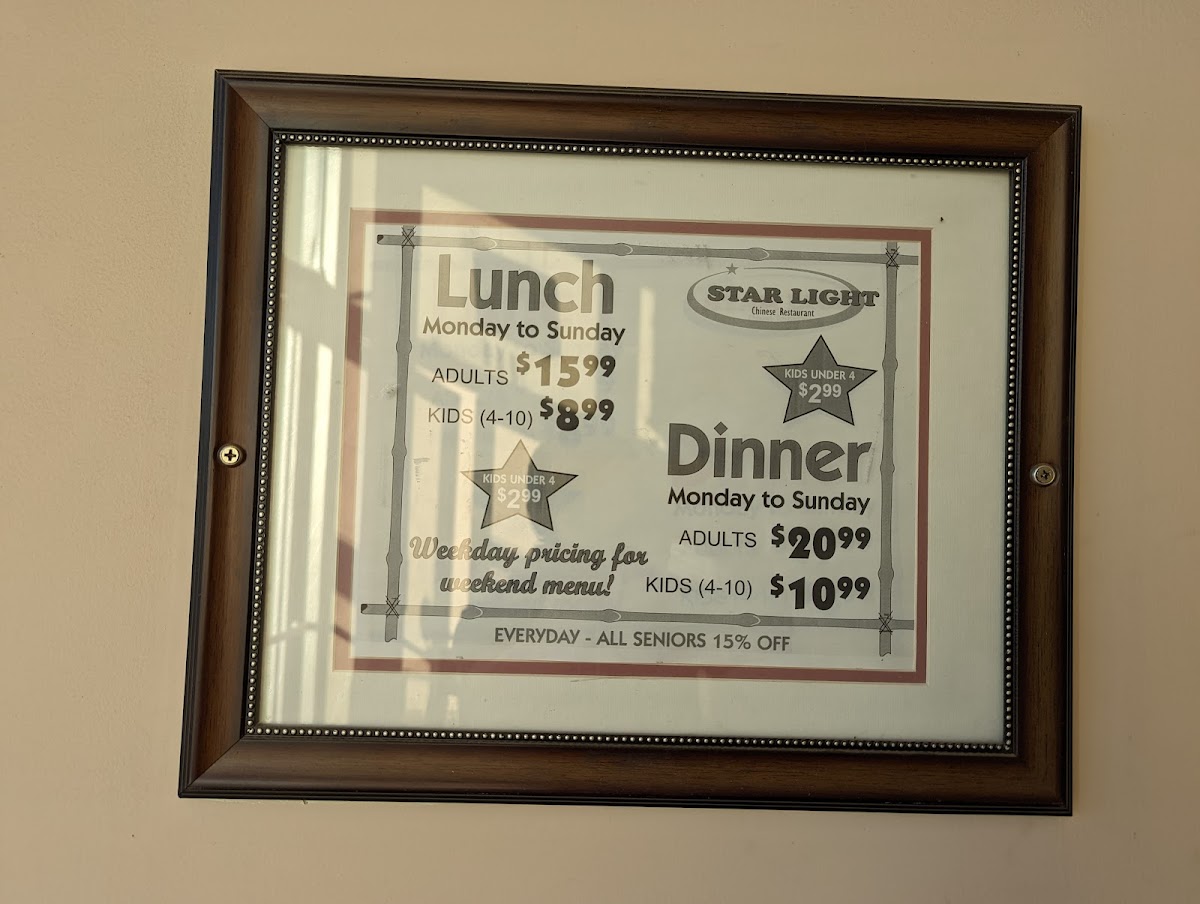 Lunch
Monday to Sunday
ADULTS $15.99
KIDS (4-10) $8.99
KIDS UNDER 4
$2.99
Weekday pricing for
weekend menu!
STAR LIGHT
Chinese Restaurant
KIDS UNDER 4
$2.99
Dinner
Monday to Sunday
ADULTS $20.99
KIDS (4-10) $10.99
EVERYDAY - ALL SENIORS 15% OFF